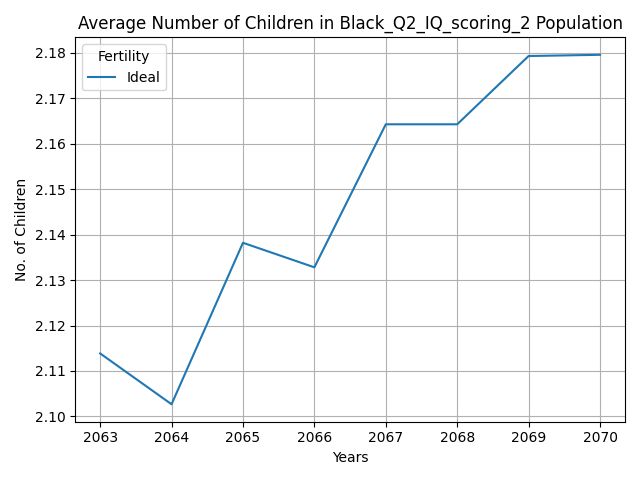 Average Number of Children in Black_Q2_IQ_scoring_2 Population
Fertility
Ideal
2.18
2.17
2.16
2.15
2.14
2.13
2.12
2.11
2.10
No. of Children
2063 2064 2065 2066 2067 2068 2069 2070
Years